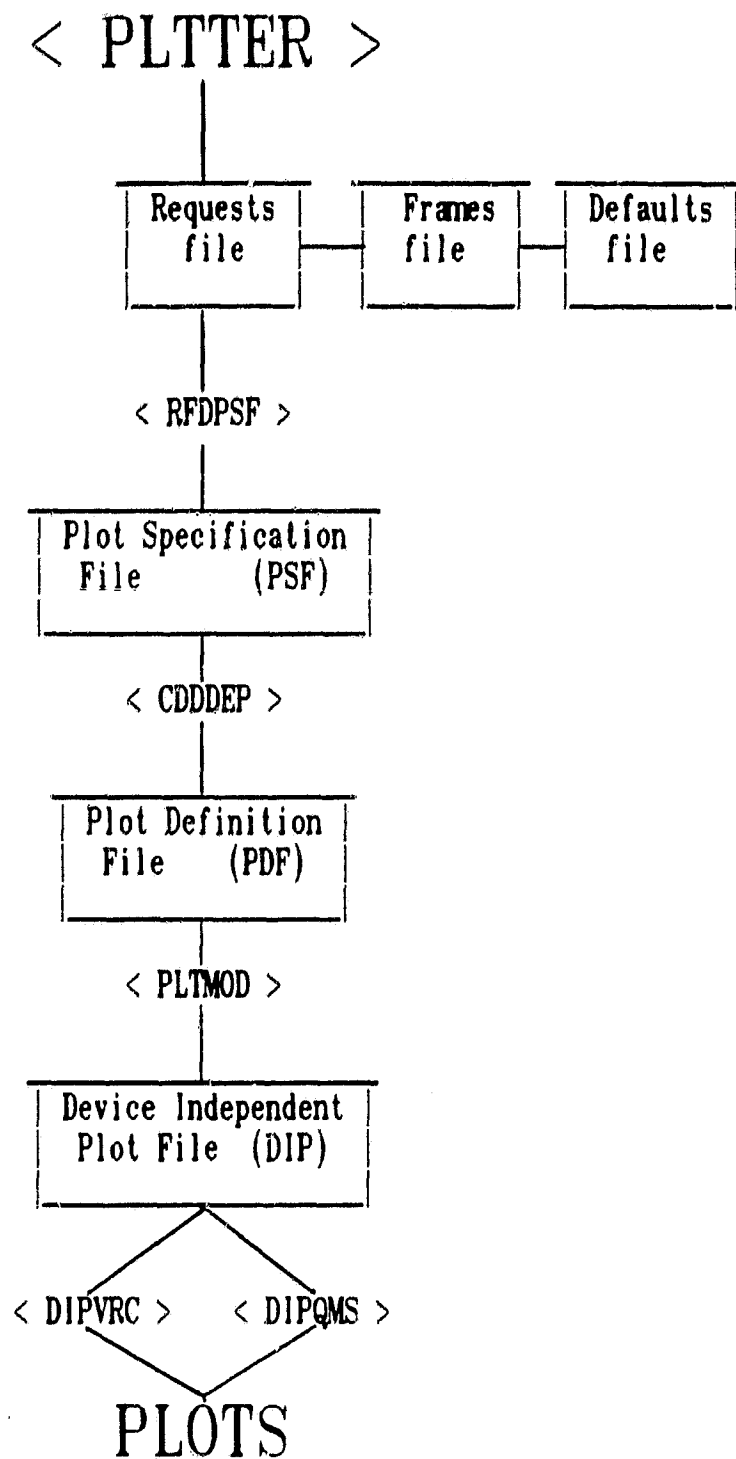 < PLTTER >
Requests file
Frames file
Defaults file
< RFDPSF >
Plot Specification
File (PSF)
< CDDDEP >
Plot Definition
File (PDF)
< PLTMOD >
Device Independent
Plot File (DIP)
< DIPVRC > < DIPQMS >
PLOTS